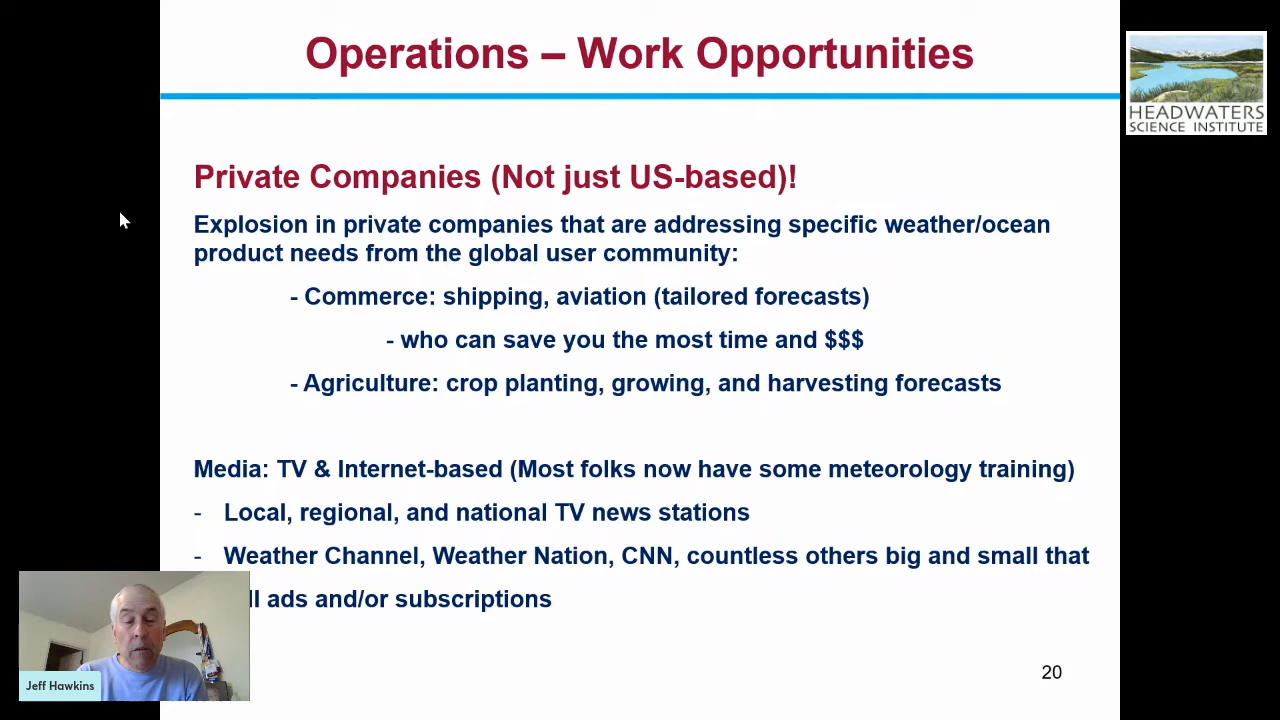 Operations – Work Opportunities
HEADWATERS
SCIENCE INSTITUTE
Private Companies (Not just US-based)!
Explosion in private companies that are addressing specific weather/ocean
product needs from the global user community:
- Commerce: shipping, aviation (tailored forecasts)
- who can save you the most time and $$$
- Agriculture: crop planting, growing, and harvesting forecasts
Media: TV & Internet-based (Most folks now have some meteorology training)
- Local, regional, and national TV news stations
- Weather Channel, Weather Nation, CNN, countless others big and small that
ads and/or subscriptions
Jeff Hawkins
20